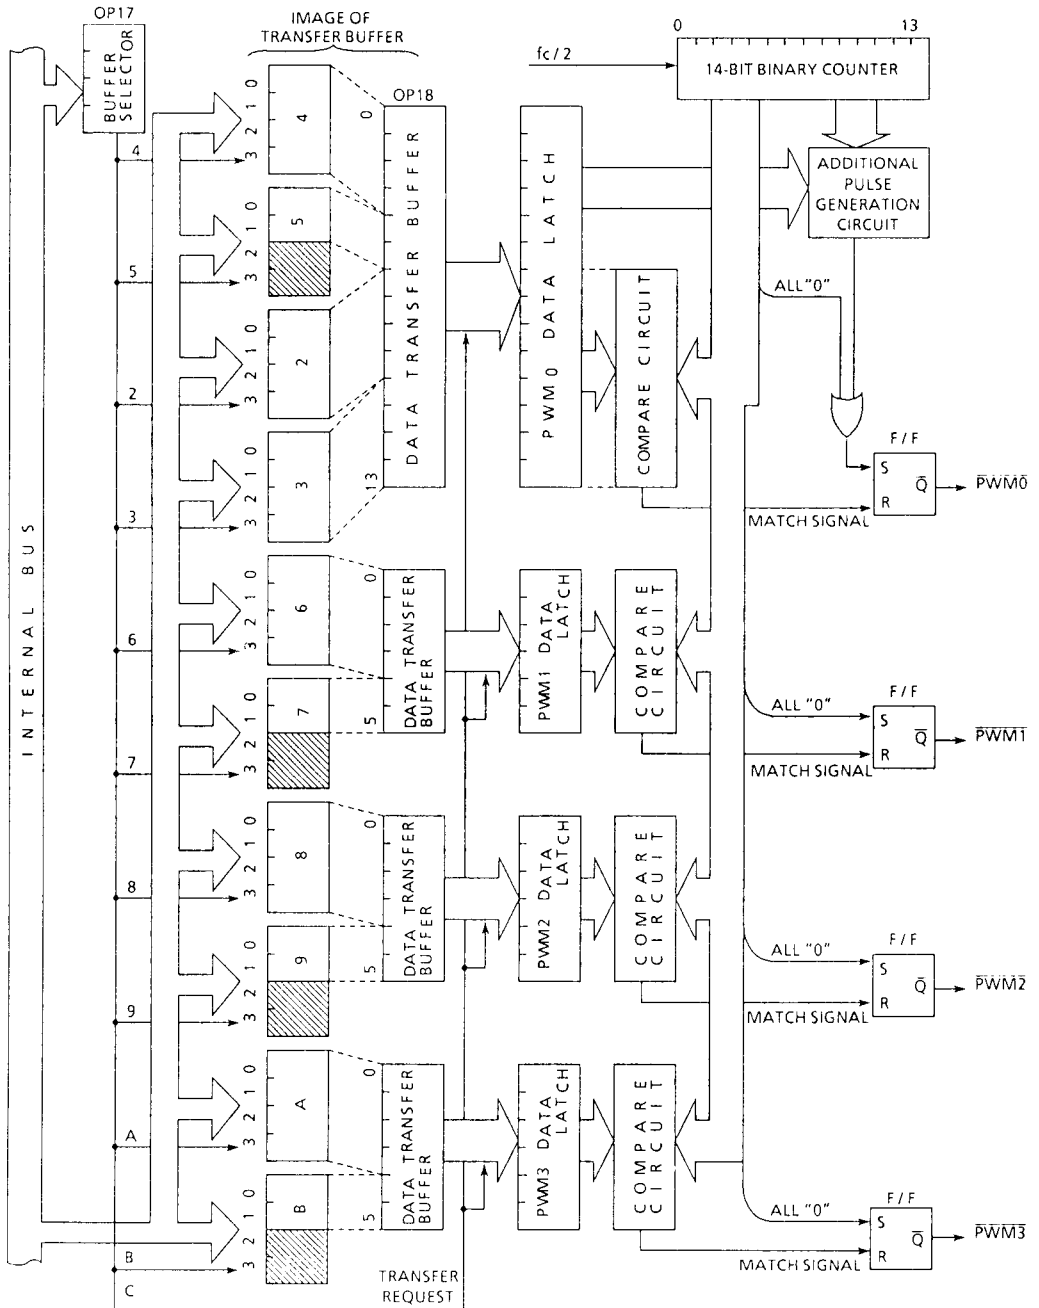 OP17
BUFFER
SELECTOR
IMAGE OF
TRANSFER BUFFER
0
13
fc/2
14-BIT BINARY COUNTER
OP18
0
DATA TRANSFER BUFFER
13
PWM0 DATA LATCH
COMPARE CIRCUIT
ADDITIONAL
PULSE
GENERATION
CIRCUIT
ALL "0"
F/F
S
R
Q̅
PWM0
MATCH SIGNAL
INTERNAL BUS
0
1
2
3
4
4
0
1
2
3
5
5
0
1
2
3
2
2
0
1
2
3
3
3
0
1
2
3
6
6
0
DATA TRANSFER
BUFFER
5
PWM1 DATA
LATCH
COMPARE
CIRCUIT
ALL "0"
F/F
S
R
Q̅
PWM1
MATCH SIGNAL
0
1
2
3
7
7
0
1
2
3
8
8
0
DATA TRANSFER
BUFFER
5
PWM2 DATA
LATCH
COMPARE
CIRCUIT
ALL "0"
F/F
S
R
Q̅
PWM2
MATCH SIGNAL
0
1
2
3
9
9
0
1
2
3
A
A
0
DATA TRANSFER
BUFFER
5
PWM3 DATA
LATCH
COMPARE
CIRCUIT
ALL "0"
F/F
S
R
Q̅
PWM3
MATCH SIGNAL
0
1
2
3
B
B
C
TRANSFER
REQUEST